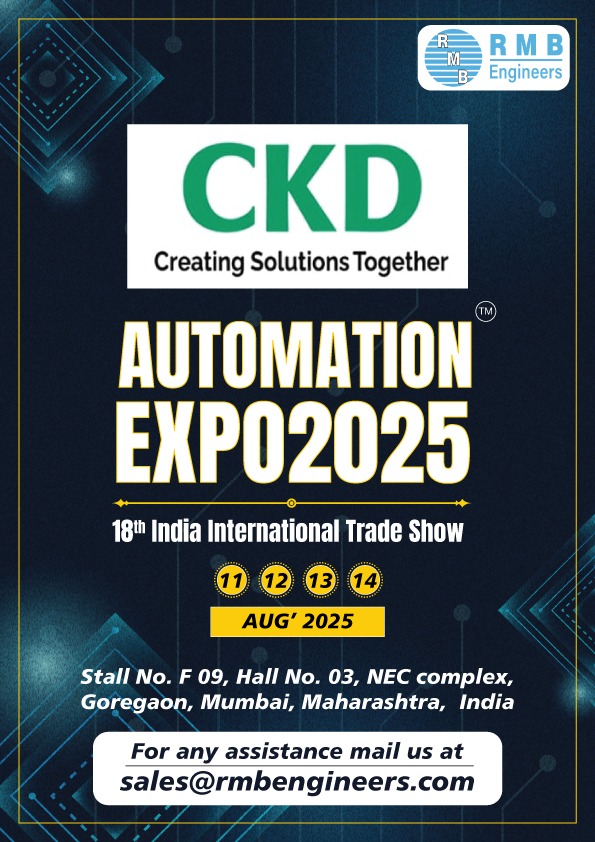 RMB
RMB
Engineers
CKD
Creating Solutions Together
TM
AUTOMATION
EXPO2025
18th India International Trade Show
11 12 13 14
AUG’ 2025
Stall No. F 09, Hall No. 03, NEC complex,
Goregaon, Mumbai, Maharashtra, India
For any assistance mail us at
sales@rmbengineers.com